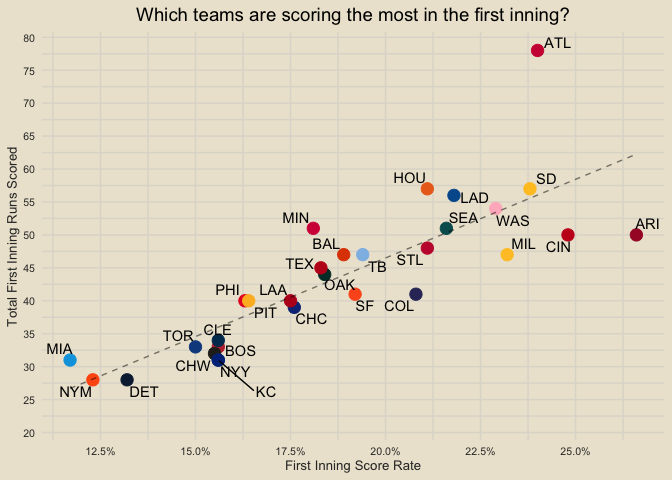 Which teams are scoring the most in the first inning?
80
ATL
75
70
65
60
55
50
45
40
35
30
25
20
HOU
SD
LAD
MIN
SEA
WAS
ARI
BAL
MIL
CIN
STL
TEX
TB
OAK
PHI
LAA
SF
COL
PIT
CHC
TOR
CLE
MIA
BOS
CHW
NYY
NYM
DET
KC
Total First Inning Runs Scored
12.5%
15.0%
17.5%
20.0%
22.5%
25.0%
First Inning Score Rate